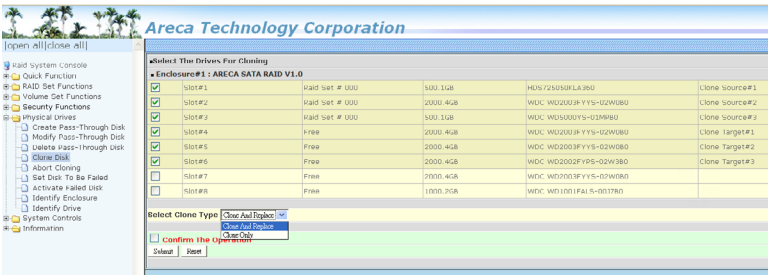 Areca Technology Corporation
|open all|close all|
Raid System Console
Quick Function
RAID Set Functions
Volume Set Functions
Security Functions
Physical Drives
Create Pass-Through Disk
Modify Pass-Through Disk
Delete Pass-Through Disk
Clone Disk
Abort Cloning
Set Disk To Be Failed
Activate Failed Disk
Identify Enclosure
Identify Drive
System Controls
Information
Select The Drives For Cloning
Enclosure#1 : ARECA SATA RAID V1.0
Slot#1 Raid Set # 000 500.1GB HDS725050KLA360 Clone Source#1
Slot#2 Raid Set # 000 2000.4GB WDC WD2003FYYS-02W0B0 Clone Source#2
Slot#3 Raid Set # 000 500.1GB WDC WD5000YS-01MPB0 Clone Source#3
Slot#4 Free 2000.4GB WDC WD2003FYYS-02W0B0 Clone Target#1
Slot#5 Free 2000.4GB WDC WD2003FYYS-02W0B0 Clone Target#2
Slot#6 Free 2000.4GB WDC WD2002FYPS-02W3B0 Clone Target#3
Slot#7 Free 2000.4GB WDC WD2003FYYS-02W0B0
Slot#8 Free 1000.2GB WDC
Select Clone Type Clone And Replace
Clone And Replace
Clone Only
Confirm The Operation
Submit Reset